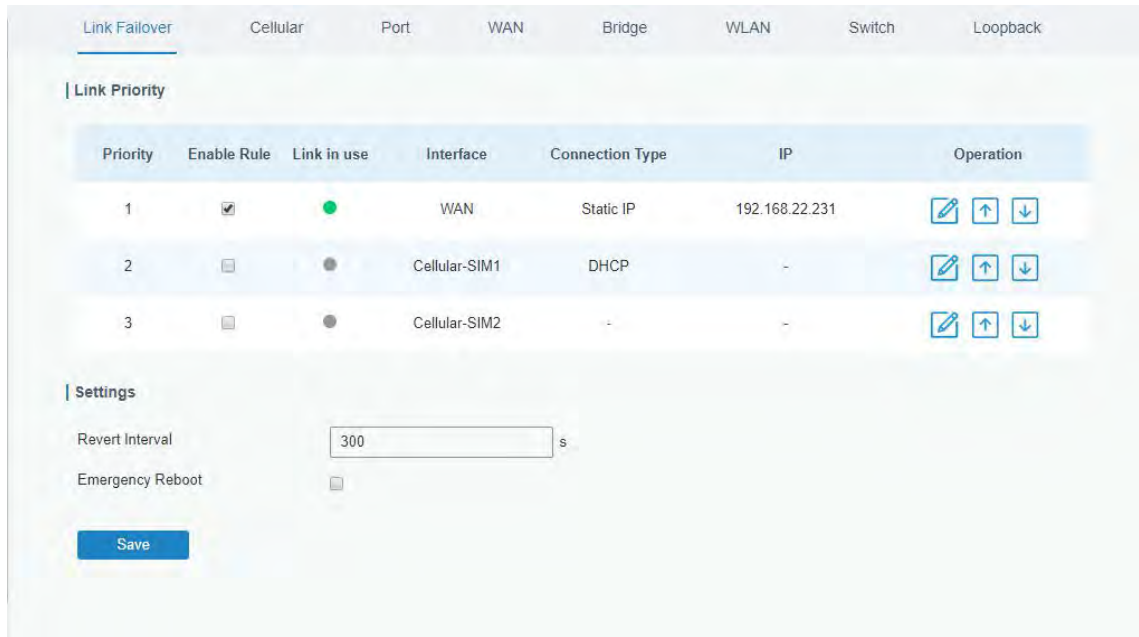 Link Failover Cellular Port WAN Bridge WLAN Switch Loopback
Link Priority
Priority Enable Rule Link in use Interface Connection Type IP Operation
1 WAN Static IP 192.168.22.231
2 Cellular-SIM1 DHCP -
3 Cellular-SIM2 - -
Settings
Revert Interval 300 s
Emergency Reboot
Save